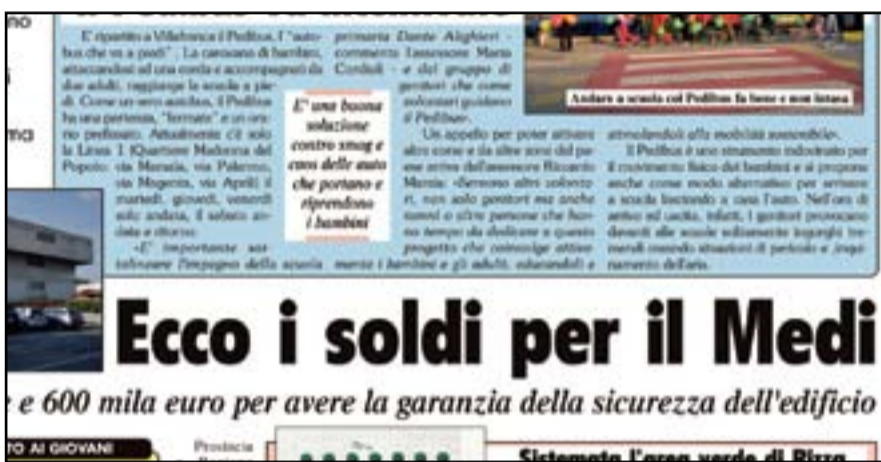 no
i
ma
E' ripartito a Villafranca il Pedibus, l' "auto-
bus che va a piedi". La carovana di bambini,
attaccandosi ad una corda e accompagnati da
due adulti, raggiunge la scuola a pie-
di. Come un vero autobus, il Pedibus
ha una partenza, "fermate" e un ora-
rio prefissato. Attualmente c'è solo
la Linea 1 (Quartiere Madonna del
Popolo: via Marsala, via Palermo,
via Magenta, via Aprili) il
martedì, giovedì, venerdì
solo andata, il sabato an-
data e ritorno.
«E' importante sot-
tolineare l'impegno della scuola
E' una buona
soluzione
contro smog e
caos delle auto
che portano e
riprendono
i bambini
primaria Dante Alighieri -
commenta l'assessore Maria
Cordioli - e del gruppo di
genitori che come
volontari guidano
il Pedibus».
Un appello per poter attivare
altre corse e da altre zone del pae-
se arriva dall'assessore Riccardo
Maraia: «Servono altri volonta-
ri, non solo genitori ma anche
nonni o altre persone che han-
no tempo da dedicare a questo
progetto che coinvolge attiva-
mente i bambini e gli adulti, educandoli e
Andare a scuola col Pedibus fa bene e non intasa
stimolandoli alla mobilità sostenibile».
Il Pedibus è uno strumento indicato per
il movimento fisico dei bambini e si propone
anche come modo alternativo per arrivare
a scuola lasciando a casa l'auto. Nell'ora di
arrivo ed uscita, infatti, i genitori provocano
davanti alle scuole solitamente ingorghi tre-
mendi creando situazioni di pericolo e inqui-
namento dell'aria.
Ecco i soldi per il Medi
e 600 mila euro per avere la garanzia della sicurezza dell'edificio
TO AI GIOVANI
Provincia
Sistemata l'area verde di Rizza